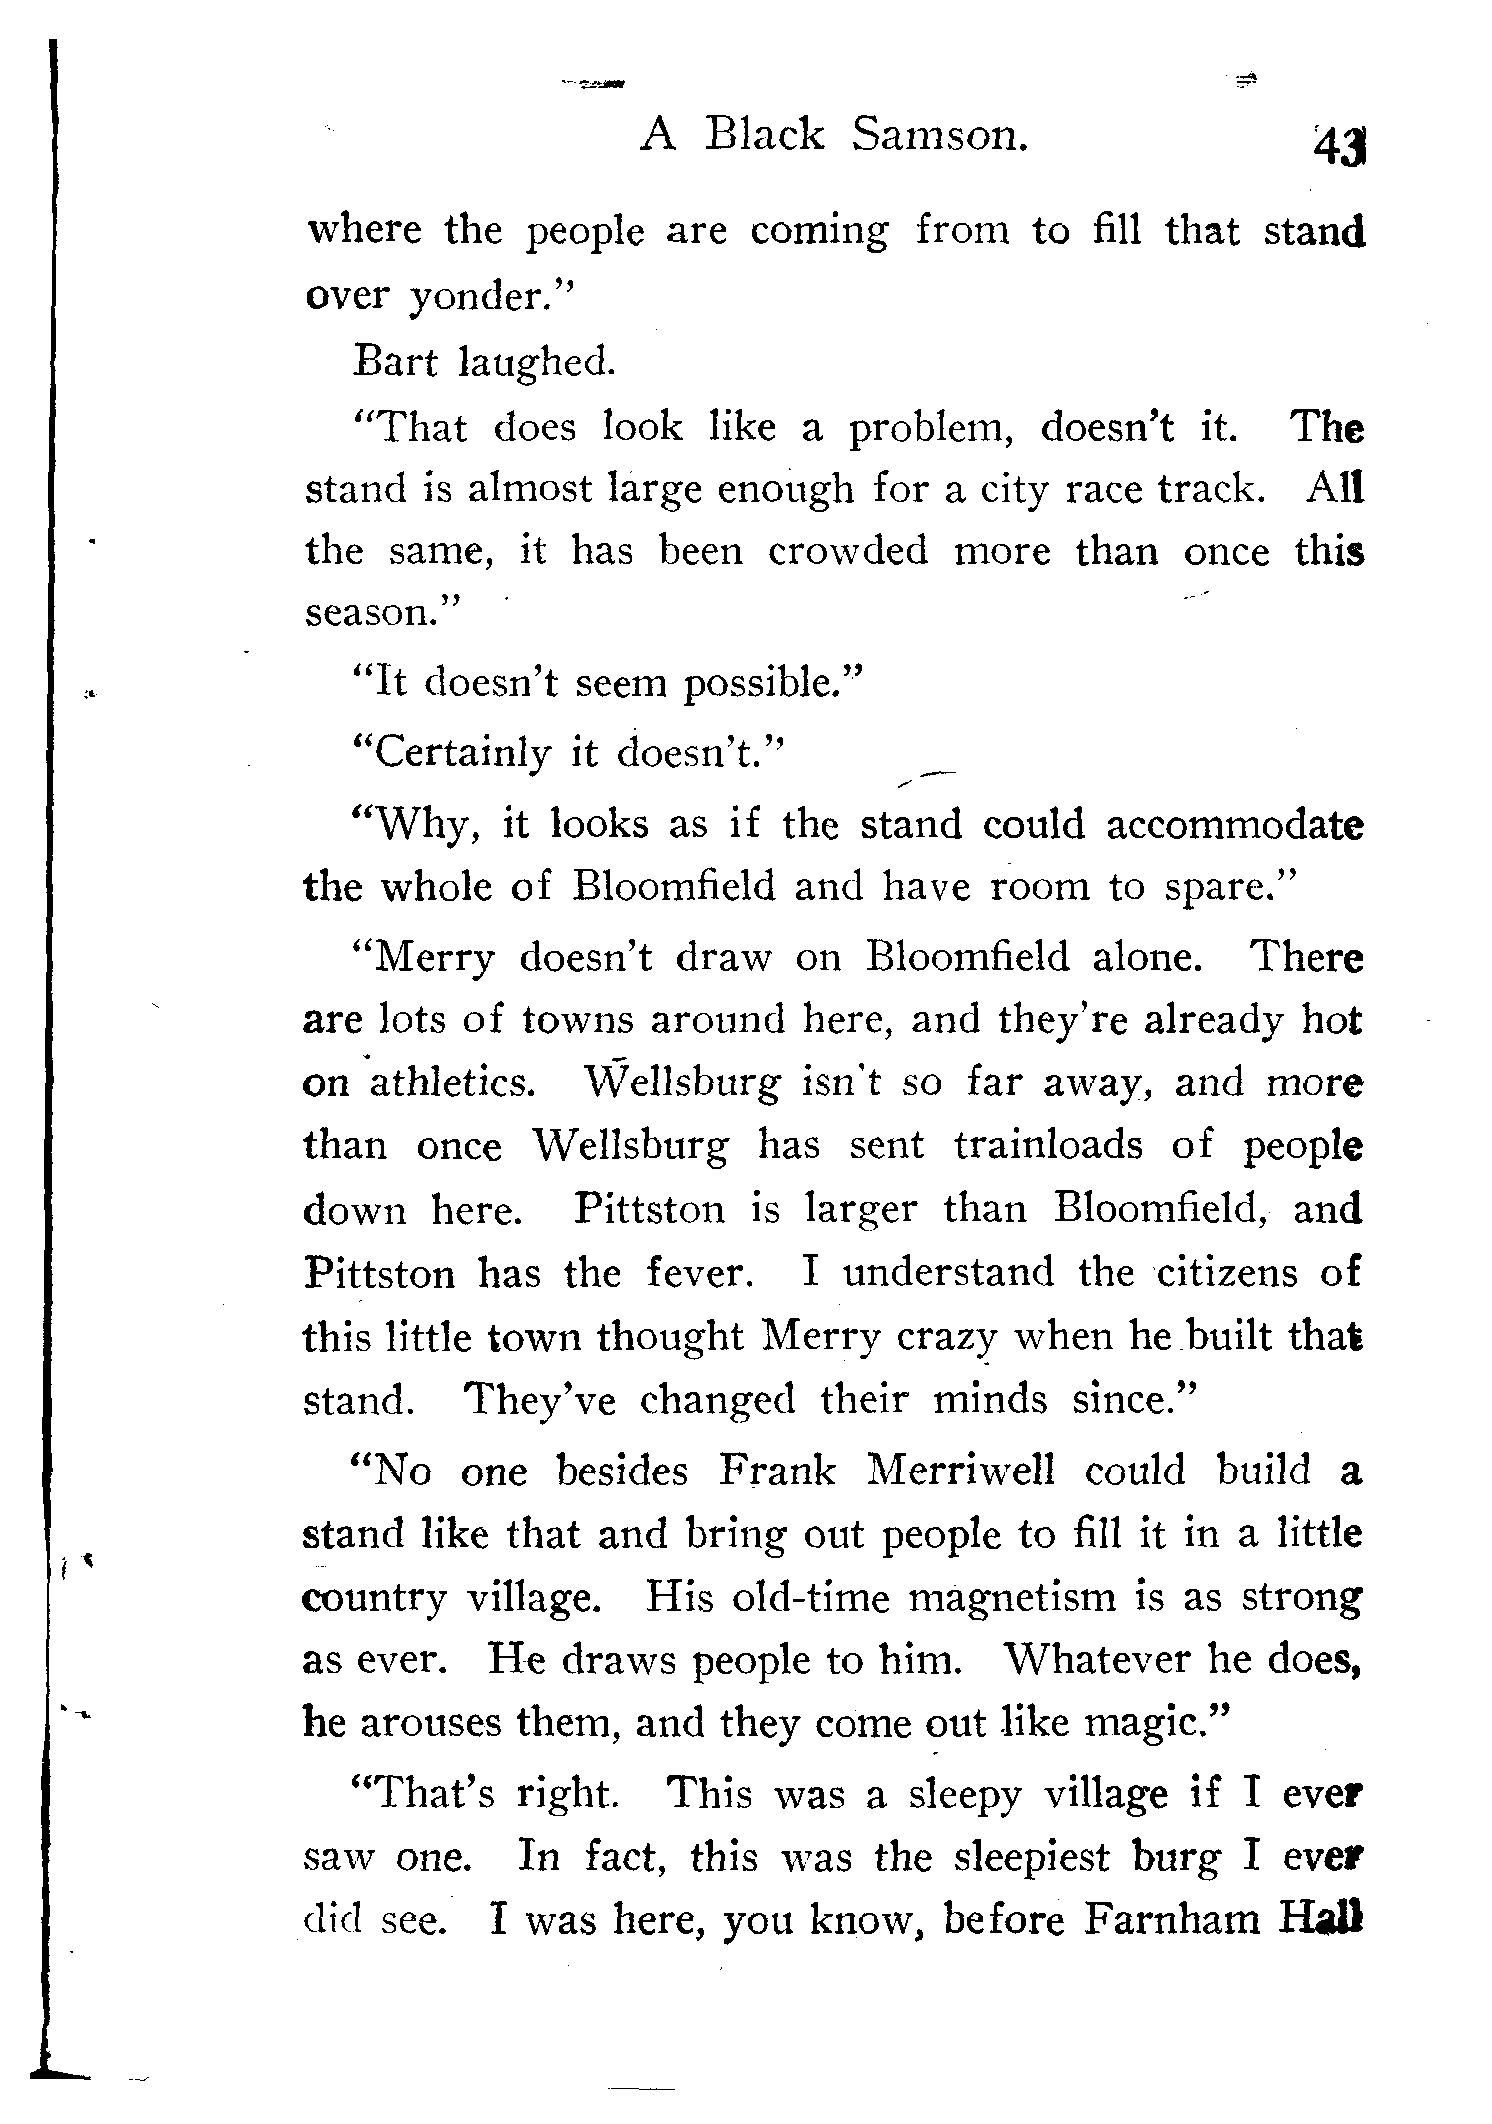 A Black Samson. 43
where the people are coming from to fill that stand
over yonder."
Bart laughed.
"That does look like a problem, doesn't it. The
stand is almost large enough for a city race track. All
the same, it has been crowded more than once this
season."
"It doesn't seem possible."
"Certainly it doesn't."
"Why, it looks as if the stand could accommodate
the whole of Bloomfield and have room to spare."
"Merry doesn't draw on Bloomfield alone. There
are lots of towns around here, and they're already hot
on athletics. Wellsburg isn't so far away, and more
than once Wellsburg has sent trainloads of people
down here. Pittston is larger than Bloomfield, and
Pittston has the fever. I understand the citizens of
this little town thought Merry crazy when he built that
stand. They've changed their minds since."
"No one besides Frank Merriwell could build a
stand like that and bring out people to fill it in a little
country village. His old-time magnetism is as strong
as ever. He draws people to him. Whatever he does,
he arouses them, and they come out like magic."
"That's right. This was a sleepy village if I ever
saw one. In fact, this was the sleepiest burg I ever
did see. I was here, you know, before Farnham Hall